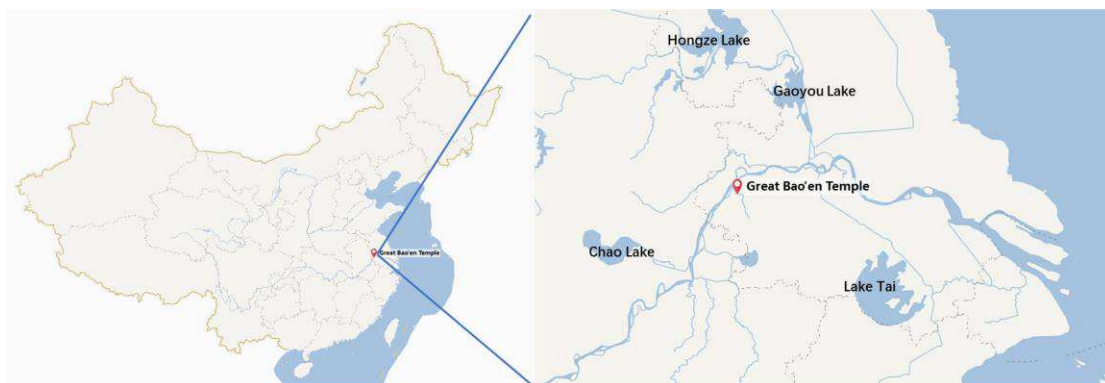 Great Bao'en Temple
Hongze Lake
Gaoyou Lake
Great Bao'en Temple
Chao Lake
Lake Tai